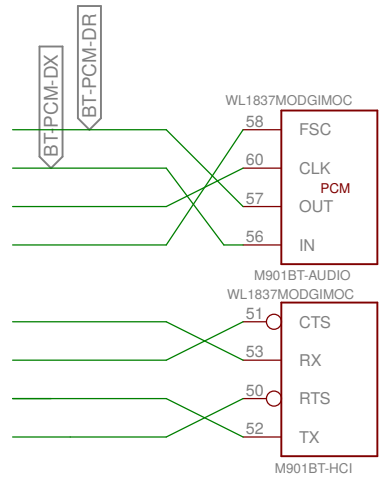 BT-PCM-DX
BT-PCM-DR
WL1837MODGIMOC
58 FSC
60 CLK
PCM
57 OUT
56 IN
M901BT-AUDIO
WL1837MODGIMOC
51 CTS
53 RX
50 RTS
52 TX
M901BT-HCI